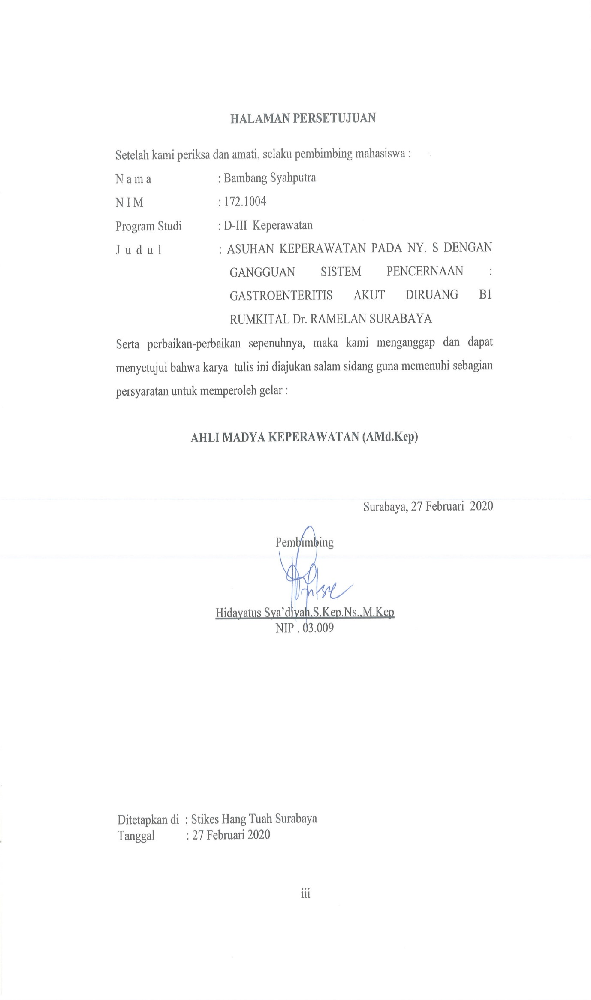 HALAMAN PERSETUJUAN
Setelah kami periksa dan amati, selaku pembimbing mahasiswa :
N a m a : Bambang Syahputra
N I M : 172.1004
Program Studi : D-III Keperawatan
J u d u l : ASUHAN KEPERAWATAN PADA NY. S DENGAN
GANGGUAN SISTEM PENCERNAAN :
GASTROENTERITIS AKUT DIRUANG B1
RUMKITAL Dr. RAMELAN SURABAYA
Serta perbaikan-perbaikan sepenuhnya, maka kami menganggap dan dapat
menyetujui bahwa karya tulis ini diajukan salam sidang guna memenuhi sebagian
persyaratan untuk memperoleh gelar :
AHLI MADYA KEPERAWATAN (AMd.Kep)
Surabaya, 27 Februari 2020
Pembimbing
Hidayatus Sya'diyah,S.Kep.Ns.,M.Kep
NIP . 03.009
Ditetapkan di : Stikes Hang Tuah Surabaya
Tanggal : 27 Februari 2020
iii